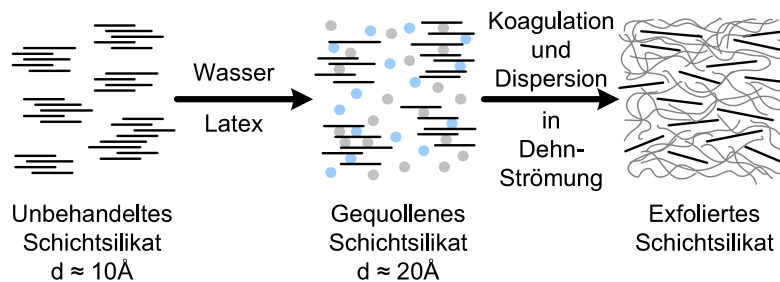 Wasser
Latex
Koagulation
und
Dispersion
in
Dehn-
Strömung
Unbehandeltes
Schichtsilikat
d ≈ 10Å
Gequollenes
Schichtsilikat
d ≈ 20Å
Exfoliertes
Schichtsilikat